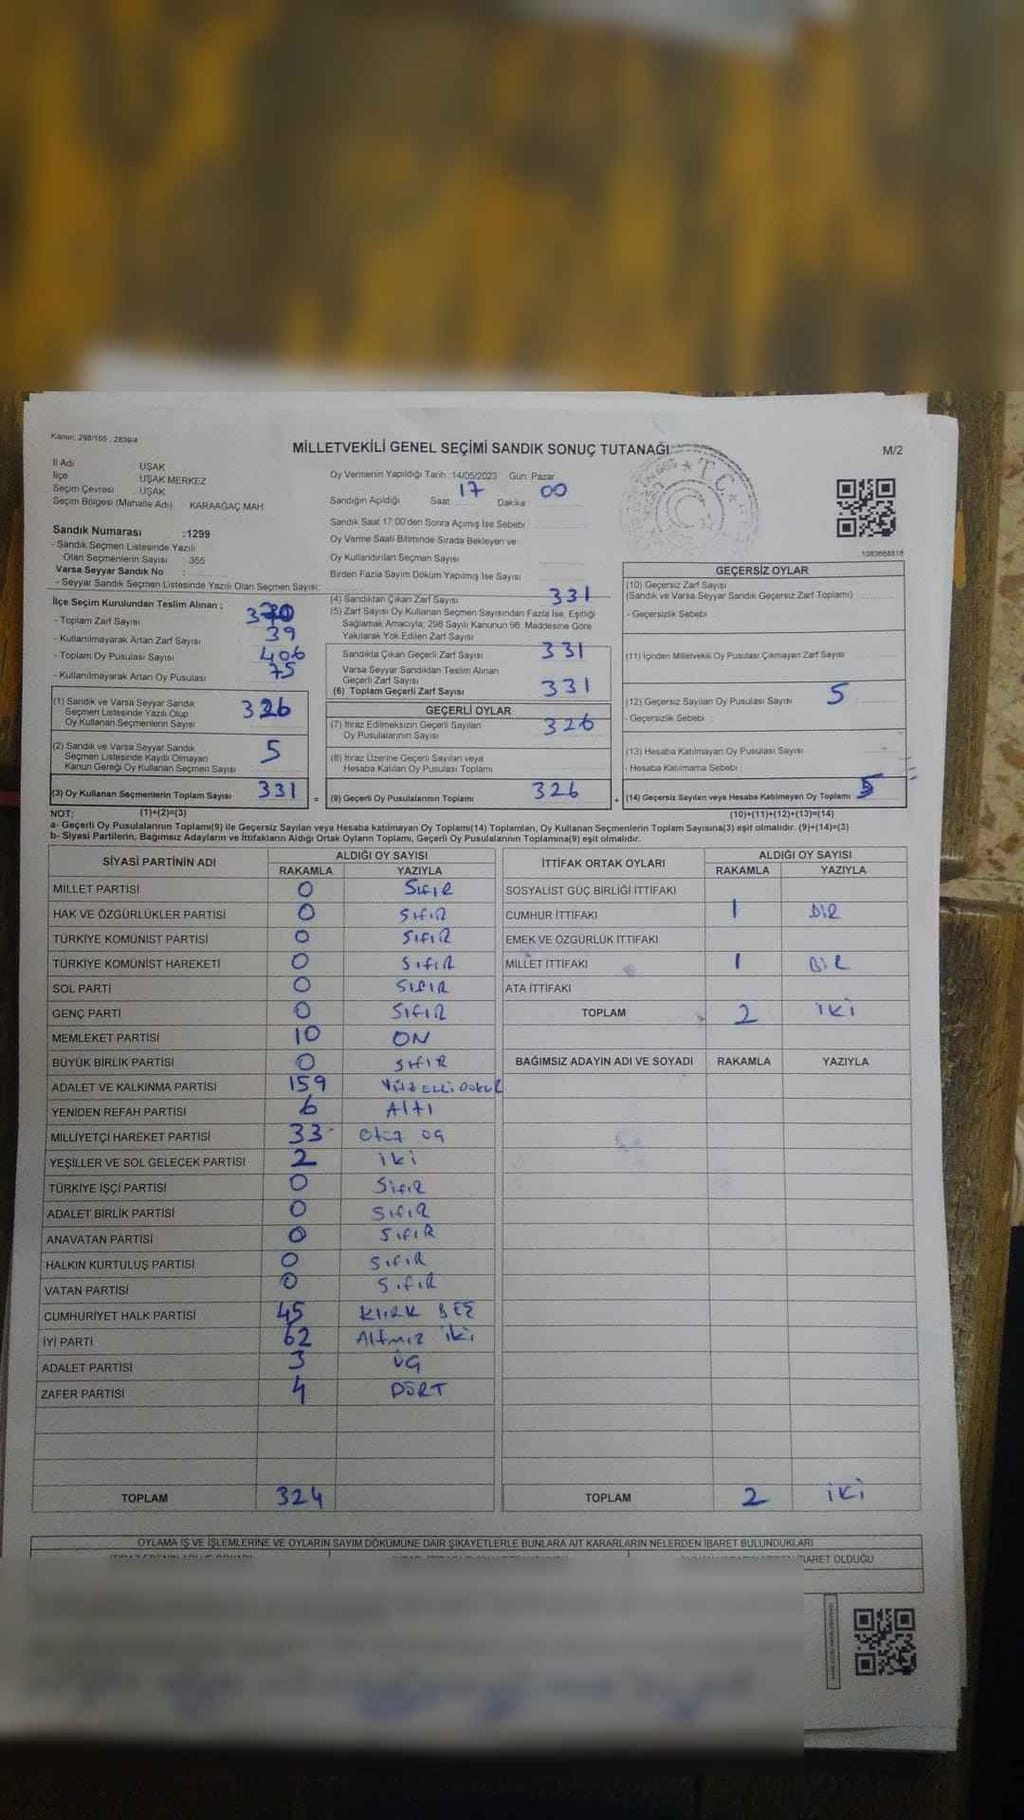 Kanun: 298/105 , 2839/4
MİLLETVEKİLİ GENEL SEÇİMİ SANDIK SONUÇ TUTANAĞI
M/2
İl Adı UŞAK
İlçe UŞAK MERKEZ
Seçim Çevresi UŞAK
Seçim Bölgesi (Mahalle Adı) KARAAĞAÇ MAH
Sandık Numarası :1299
- Sandık Seçmen Listesinde Yazılı
Olan Seçmenlerin Sayısı : 355
Varsa Seyyar Sandık No :
- Seyyar Sandık Seçmen Listesinde Yazılı Olan Seçmen Sayısı:
Oy Vermenin Yapıldığı Tarih :14/05/2023 Gün: Pazar
Sandığın Açıldığı Saat 17 Dakika 00
Sandık Saat 17:00'den Sonra Açımış İse Sebebi
Oy Verme Saati Bitiminde Sırada Bekleyen ve
Oy Kullandırılan Seçmen Sayısı
Birden Fazla Sayım Döküm Yapılmış İse Sayısı
T.C.
1083668816
İlçe Seçim Kurulundan Teslim Alınan ;
- Toplam Zarf Sayısı
- Kullanılmayarak Artan Zarf Sayısı 39
- Toplam Oy Pusulası Sayısı 406
- Kullanılmayarak Artan Oy Pusulası 75
(1) Sandık ve Varsa Seyyar Sandık
Seçmen Listesinde Yazılı Olup
Oy Kullanan Seçmenlerin Sayısı 326
(2) Sandık ve Varsa Seyyar Sandık
Seçmen Listesinde Kayıtlı Olmayan
Kanun Gereği Oy Kullanan Seçmen Sayısı 5
(3) Oy Kullanan Seçmenlerin Toplam Sayısı 331 =
(4) Sandıktan Çıkan Zarf Sayısı 331
(5) Zarf Sayısı Oy Kullanan Seçmen Sayısından Fazla İse, Eşitliği
Sağlamak Amacıyla, 298 Sayılı Kanunun 98. Maddesine Göre
Yakılarak Yok Edilen Zarf Sayısı
Sandıkta Çıkan Geçerli Zarf Sayısı 331
Varsa Seyyar Sandıktan Teslim Alınan
Geçerli Zarf Sayısı
(6) Toplam Geçerli Zarf Sayısı 331
GEÇERLİ OYLAR
(7) İtiraz Edilmeksizin Geçerli Sayılan
Oy Pusulalarının Sayısı 326
(8) İtiraz Üzerine Geçerli Sayılan veya
Hesaba Katılan Oy Pusulası Toplamı
(9) Geçerli Oy Pusulalarının Toplamı 326 +
GEÇERSİZ OYLAR
(10) Geçersiz Zarf Sayısı
(Sandık ve Varsa Seyyar Sandık Geçersiz Zarf Toplamı)
- Geçersizlik Sebebi
(11) İçinden Milletvekili Oy Pusulası Çıkmayan Zarf Sayısı
(12) Geçersiz Sayılan Oy Pusulası Sayısı 5
- Geçersizlik Sebebi
(13) Hesaba Katılmayan Oy Pusulası Sayısı
- Hesaba Katılmama Sebebi
(14) Geçersiz Sayılan veya Hesaba Katılmayan Oy Toplamı 5
NOT: (1)+(2)=(3) (10)+(11)+(12)+(13)=(14)
a- Geçerli Oy Pusulalarının Toplamı(9) ile Geçersiz Sayılan veya Hesaba katılmayan Oy Toplamı(14) Toplamları, Oy Kullanan Seçmenlerin Toplam Sayısına(3) eşit olmalıdır. (9)+(14)=(3)
b- Siyasi Partilerin, Bağımsız Adayların ve İttifakların Aldığı Ortak Oyların Toplamı, Geçerli Oy Pusulalarının Toplamına(9) eşit olmalıdır.
SİYASİ PARTİNİN ADI ALDIĞI OY SAYISI
RAKAMLA YAZIYLA
MİLLET PARTİSİ 0 SıFıR
HAK VE ÖZGÜRLÜKLER PARTİSİ 0 SıfıR
TÜRKİYE KOMÜNİST PARTİSİ 0 SıfıR
TÜRKİYE KOMÜNİST HAREKETİ 0 SıfıR
SOL PARTİ 0 SIFIR
GENÇ PARTİ 0 SIFIR
MEMLEKET PARTİSİ 10 ON
BÜYÜK BİRLİK PARTİSİ 0 SıfıR
ADALET VE KALKINMA PARTİSİ 159
YENİDEN REFAH PARTİSİ 6 Altı
MİLLİYETÇİ HAREKET PARTİSİ 33 Otuz üç
YEŞİLLER VE SOL GELECEK PARTİSİ 2 iki
TÜRKİYE İŞÇİ PARTİSİ 0 SıfıR
ADALET BİRLİK PARTİSİ 0 SıfıR
ANAVATAN PARTİSİ 0 SıfıR
HALKIN KURTULUŞ PARTİSİ 0 SıfıR
VATAN PARTİSİ 0 SıfıR
CUMHURİYET HALK PARTİSİ 45 KIRK BEŞ
İYİ PARTİ 62 Altmış iki
ADALET PARTİSİ 3 ÜÇ
ZAFER PARTİSİ 4 DÖRT
TOPLAM 324
İTTİFAK ORTAK OYLARI ALDIĞI OY SAYISI
RAKAMLA YAZIYLA
SOSYALİST GÜÇ BİRLİĞİ İTTİFAKI
CUMHUR İTTİFAKI 1 BİR
EMEK VE ÖZGÜRLÜK İTTİFAKI
MİLLET İTTİFAKI 1 BİR
ATA İTTİFAKI
TOPLAM 2 iKi
BAĞIMSIZ ADAYIN ADI VE SOYADI RAKAMLA YAZIYLA
TOPLAM 2 iKi
OYLAMA İŞ VE İŞLEMLERİNE VE OYLARIN SAYIM DÖKÜMÜNE DAİR ŞİKAYETLERLE BUNLARA AİT KARARLARIN NELERDEN İBARET BULUNDUKLARI
İBARET OLDUĞU